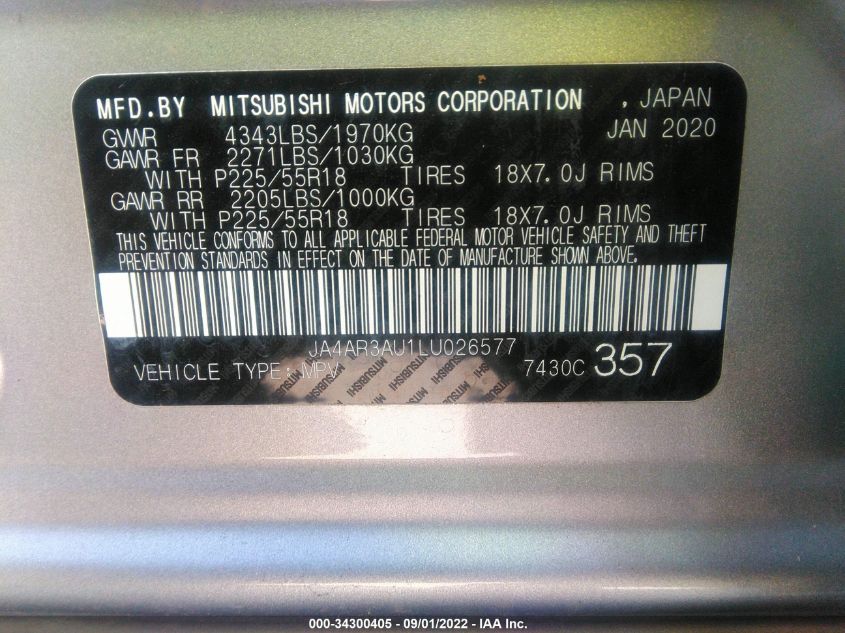 MFD.BY MITSUBISHI MOTORS CORPORATION , JAPAN
GVWR 4343LBS/1970KG JAN 2020
GAWR FR 2271LBS/1030KG
WITH P225/55R18 TIRES 18X7.0J RIMS
GAWR RR 2205LBS/1000KG
WITH P225/55R18 TIRES 18X7.0J RIMS
THIS VEHICLE CONFORMS TO ALL APPLICABLE FEDERAL MOTOR VEHICLE SAFETY AND THEFT
PREVENTION STANDARDS IN EFFECT ON THE DATE OF MANUFACTURE SHOWN ABOVE.
JA4AR3AU1LU026577
VEHICLE TYPE: MPV 7430C 357
MITSUBISHI MITSUBISHI MITSUBISHI
000-34300405 - 09/01/2022 - IAA Inc.